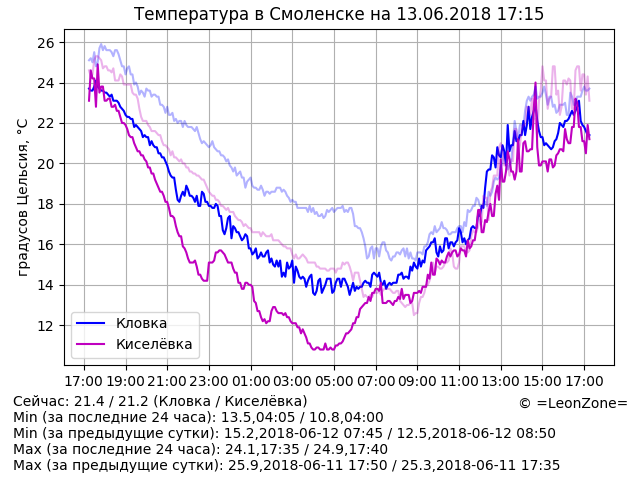 Температура в Смоленске на 13.06.2018 17:15
градусов Цельсия, °C
26
24
22
20
18
16
14
12
Кловка
Киселёвка
17:00 19:00 21:00 23:00 01:00 03:00 05:00 07:00 09:00 11:00 13:00 15:00 17:00
Сейчас: 21.4 / 21.2 (Кловка / Киселёвка)
© =LeonZone=
Min (за последние 24 часа): 13.5,04:05 / 10.8,04:00
Min (за предыдущие сутки): 15.2,2018-06-12 07:45 / 12.5,2018-06-12 08:50
Max (за последние 24 часа): 24.1,17:35 / 24.9,17:40
Max (за предыдущие сутки): 25.9,2018-06-11 17:50 / 25.3,2018-06-11 17:35